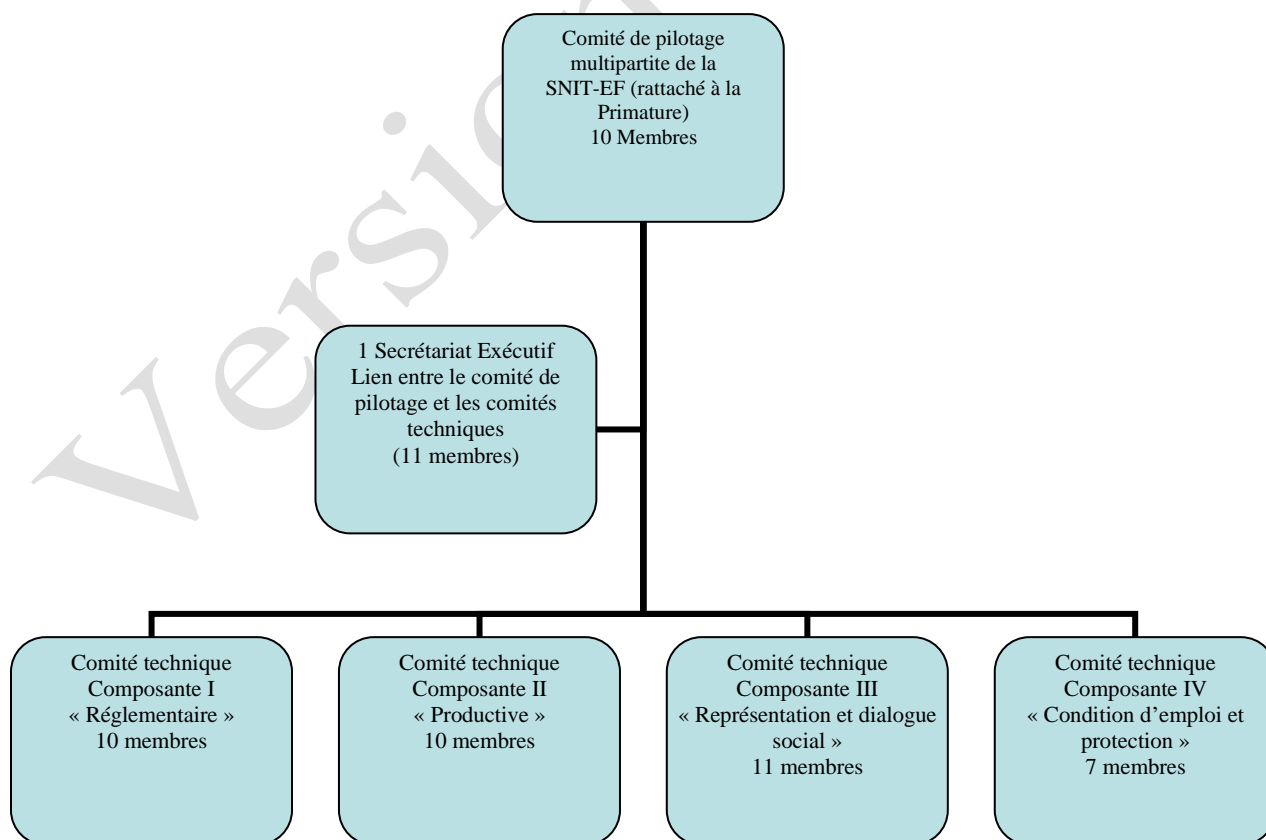 Comité de pilotage
multipartite de la
SNIT-EF (rattaché à la
Primature)
10 Membres
1 Secrétariat Exécutif
Lien entre le comité de
pilotage et les comités
techniques
(11 membres)
Comité technique
Composante I
« Réglementaire »
10 membres
Comité technique
Composante II
« Productive »
10 membres
Comité technique
Composante III
« Représentation et dialogue
social »
11 membres
Comité technique
Composante IV
« Condition d’emploi et
protection »
7 membres